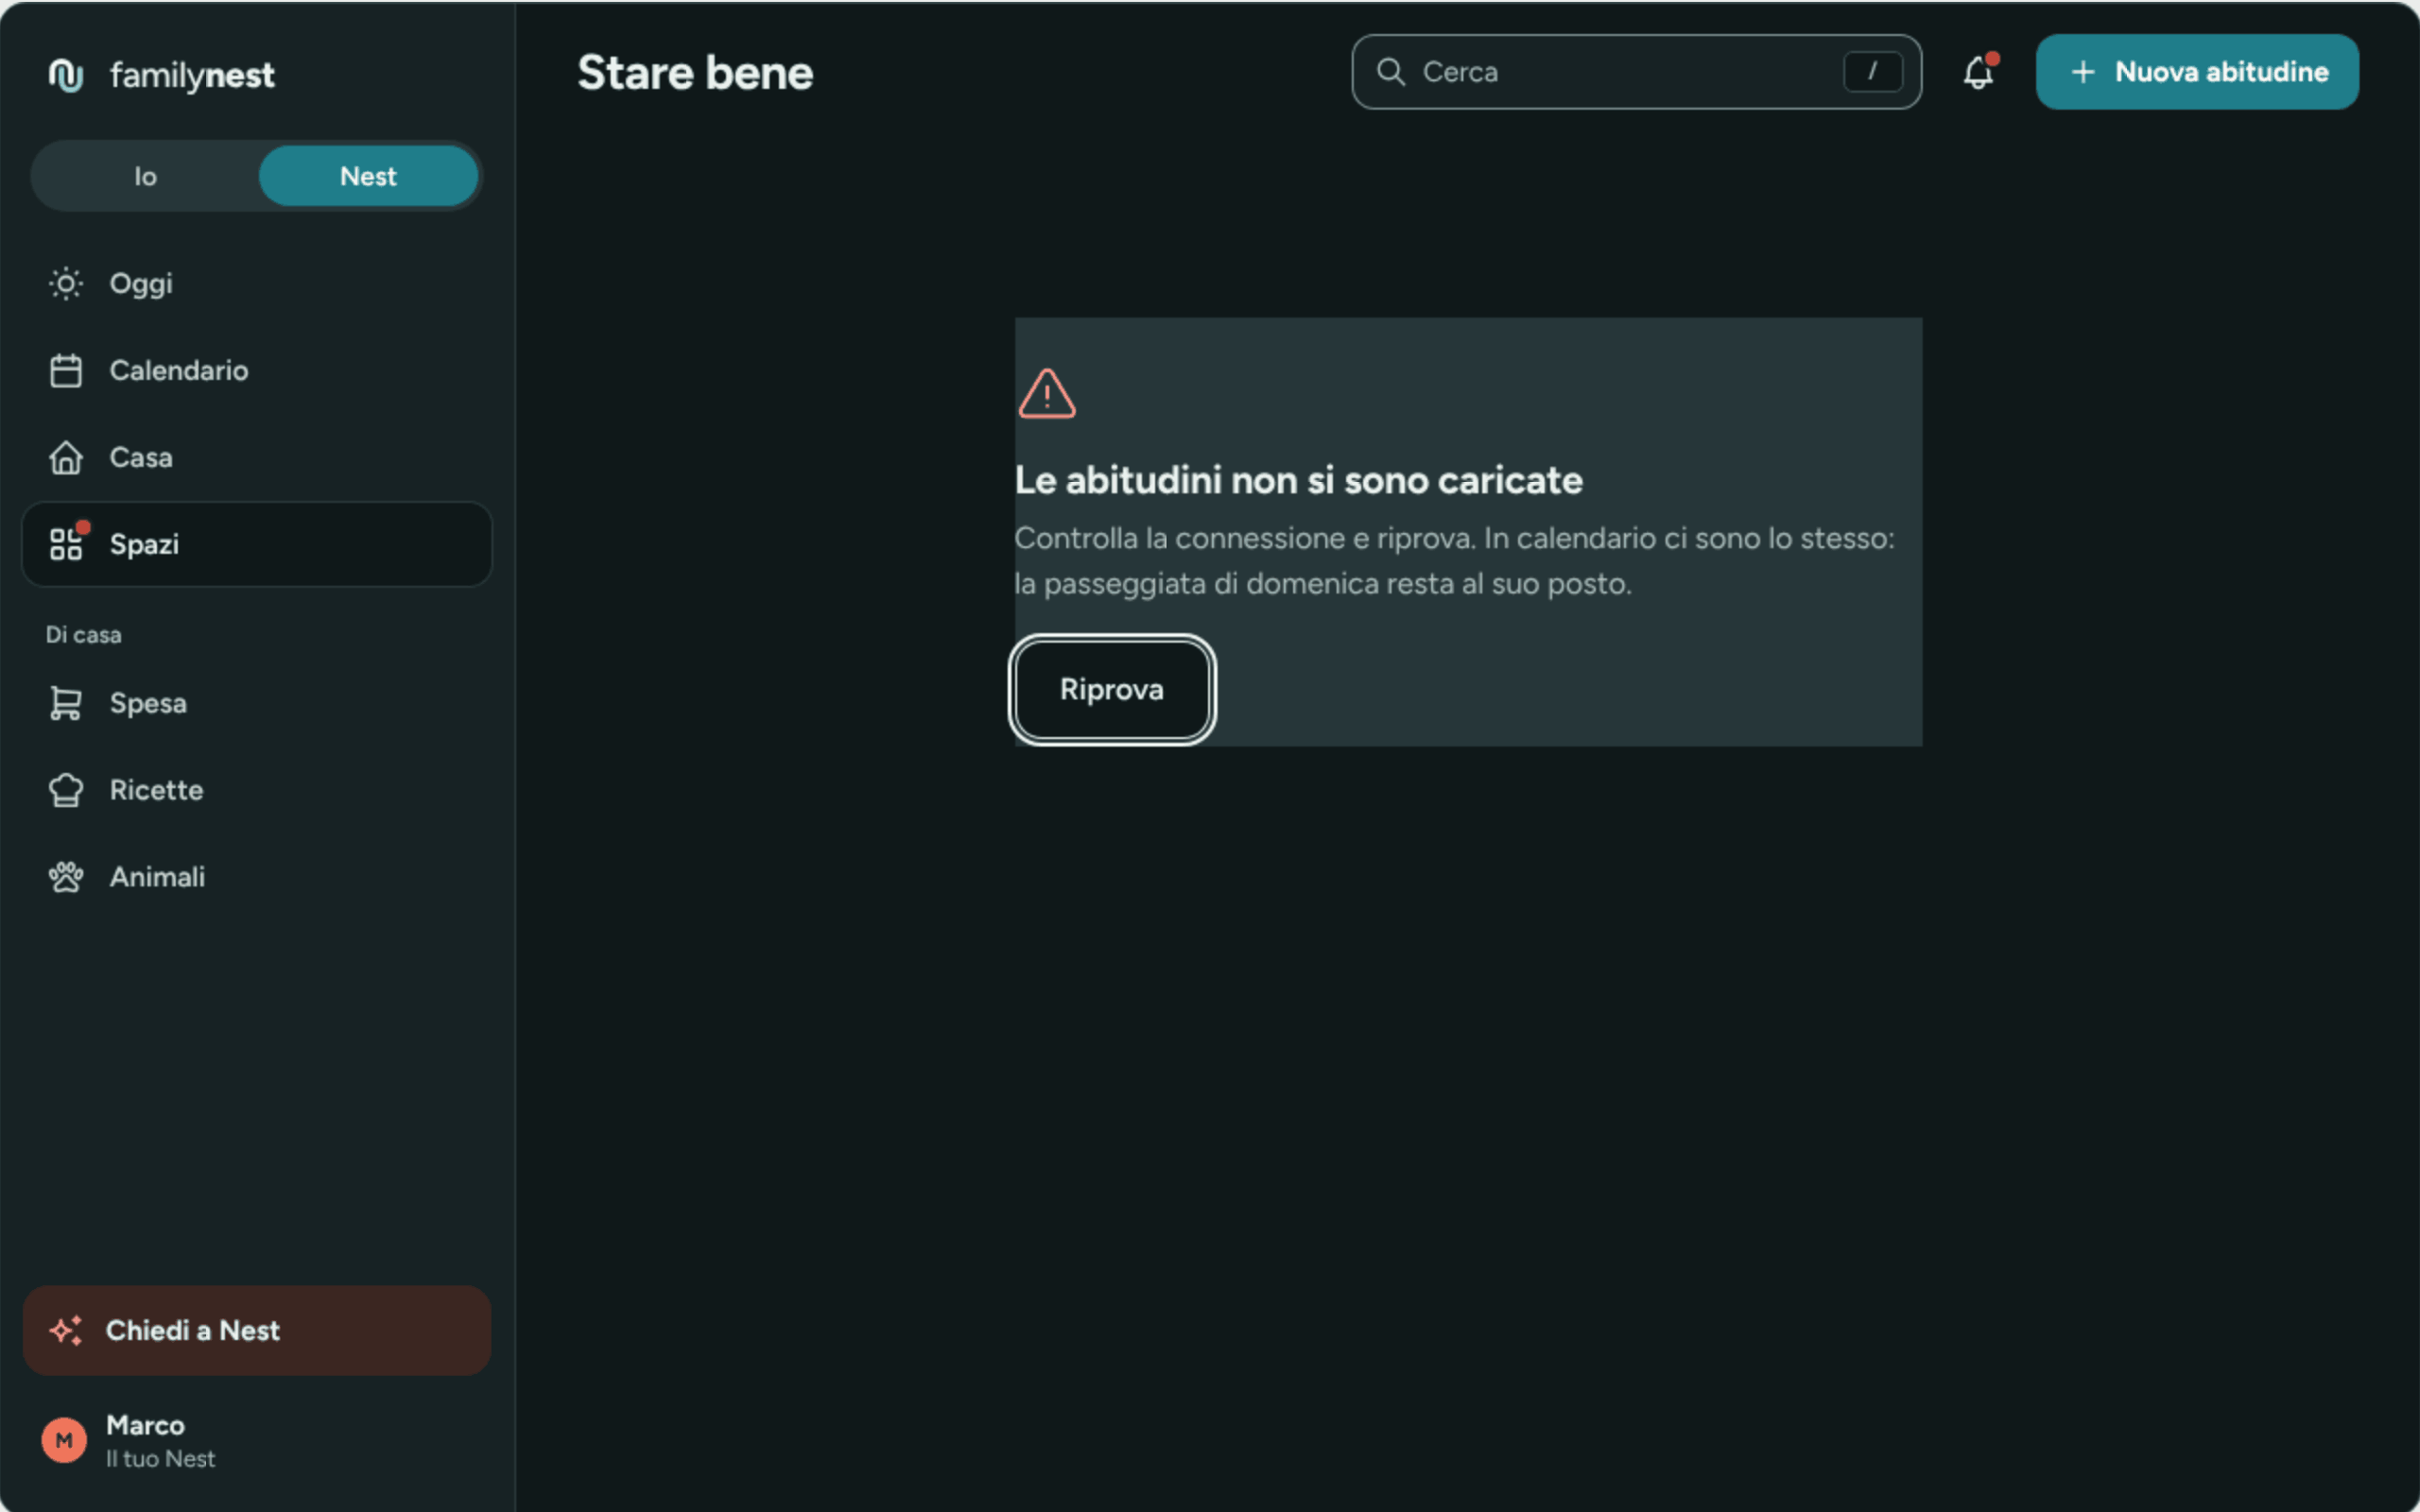 familynest
Io
Nest
Oggi
Calendario
Casa
Spazi
Di casa
Spesa
Ricette
Animali
Chiedi a Nest
M
Marco
Il tuo Nest
Stare bene
Cerca
/
Nuova abitudine
Le abitudini non si sono caricate
Controlla la connessione e riprova. In calendario ci sono lo stesso:
la passeggiata di domenica resta al suo posto.
Riprova